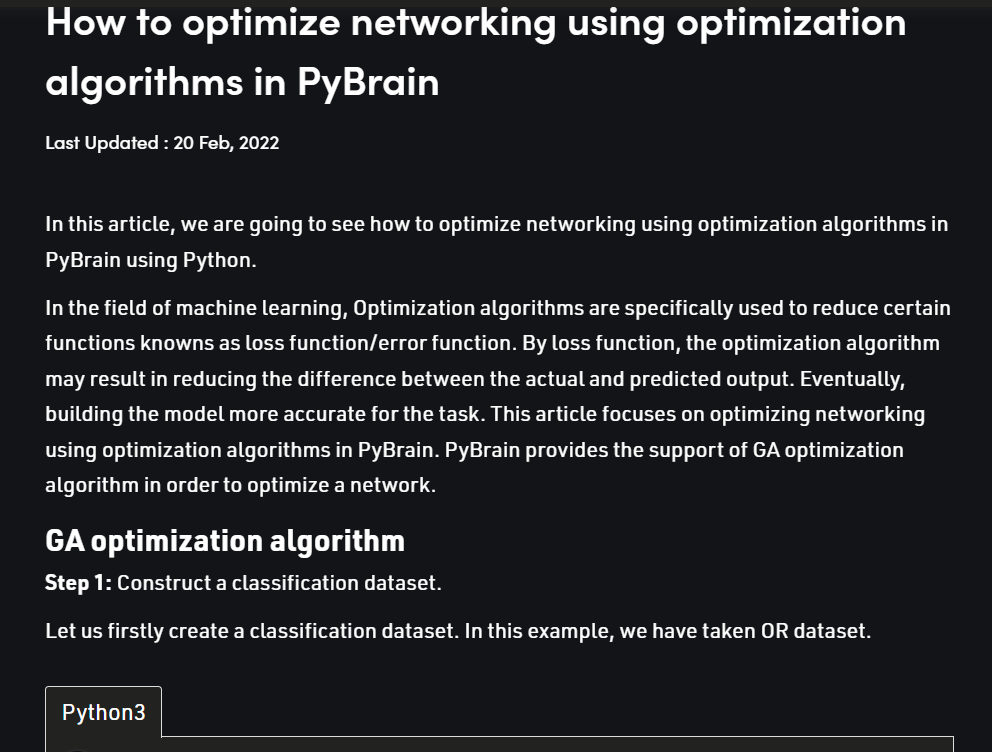 How to optimize networking using optimization
algorithms in PyBrain
Last Updated : 20 Feb, 2022
In this article, we are going to see how to optimize networking using optimization algorithms in
PyBrain using Python.
In the field of machine learning, Optimization algorithms are specifically used to reduce certain
functions knowns as loss function/error function. By loss function, the optimization algorithm
may result in reducing the difference between the actual and predicted output. Eventually,
building the model more accurate for the task. This article focuses on optimizing networking
using optimization algorithms in PyBrain. PyBrain provides the support of GA optimization
algorithm in order to optimize a network.
GA optimization algorithm
Step 1: Construct a classification dataset.
Let us firstly create a classification dataset. In this example, we have taken OR dataset.
Python3